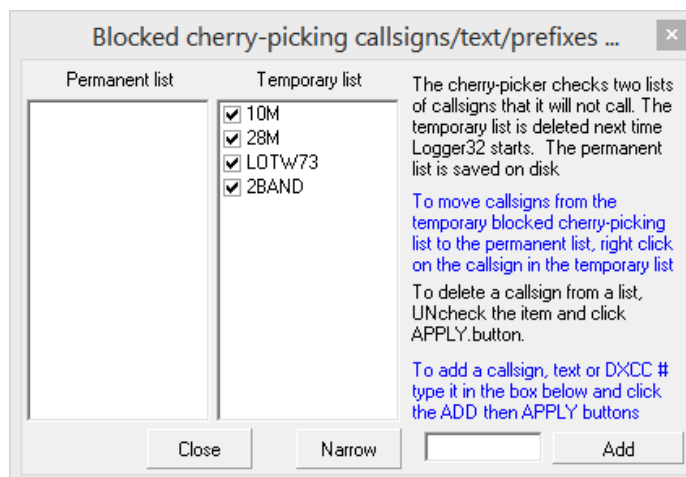 Blocked cherry-picking callsigns/text/prefixes ...
Permanent list
Temporary list
10M
28M
LOTW73
2BAND
The cherry-picker checks two lists
of callsigns that it will not call. The
temporary list is deleted next time
Logger32 starts.  The permanent
list is saved on disk
To move callsigns from the
temporary blocked cherry-picking
list to the permanent list, right click
on the callsign in the temporary list
To delete a callsign from a list,
UNcheck the item and click
APPLY.button.
To add a callsign, text or DXCC #
type it in the box below and click
the ADD then APPLY buttons
Close
Narrow
Add